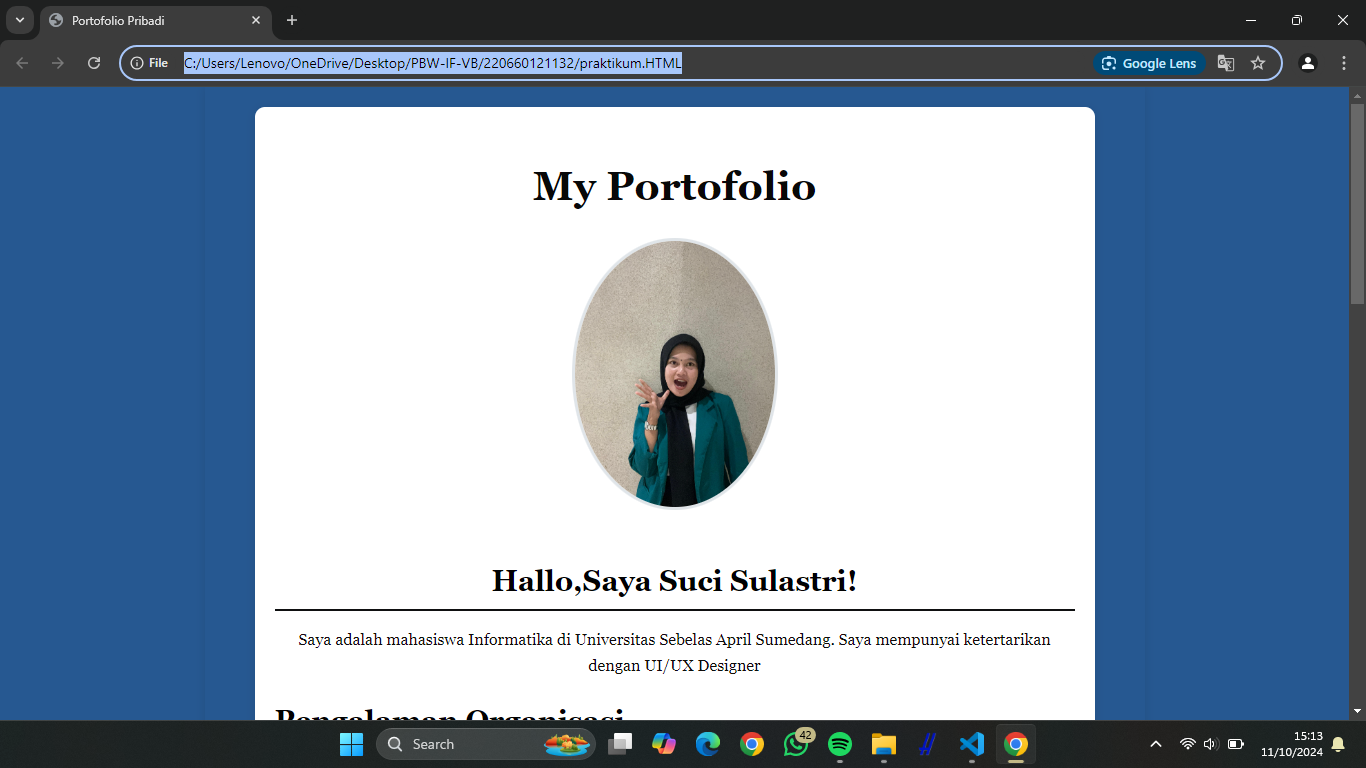 Portofolio Pribadi
File
C:/Users/Lenovo/OneDrive/Desktop/PBW-IF-VB/220660121132/praktikum.HTML
Google Lens
My Portofolio
Hallo,Saya Suci Sulastri!
Saya adalah mahasiswa Informatika di Universitas Sebelas April Sumedang. Saya mempunyai ketertarikan
dengan UI/UX Designer
Pengalaman Organisasi
Search
42
15:13
11/10/2024